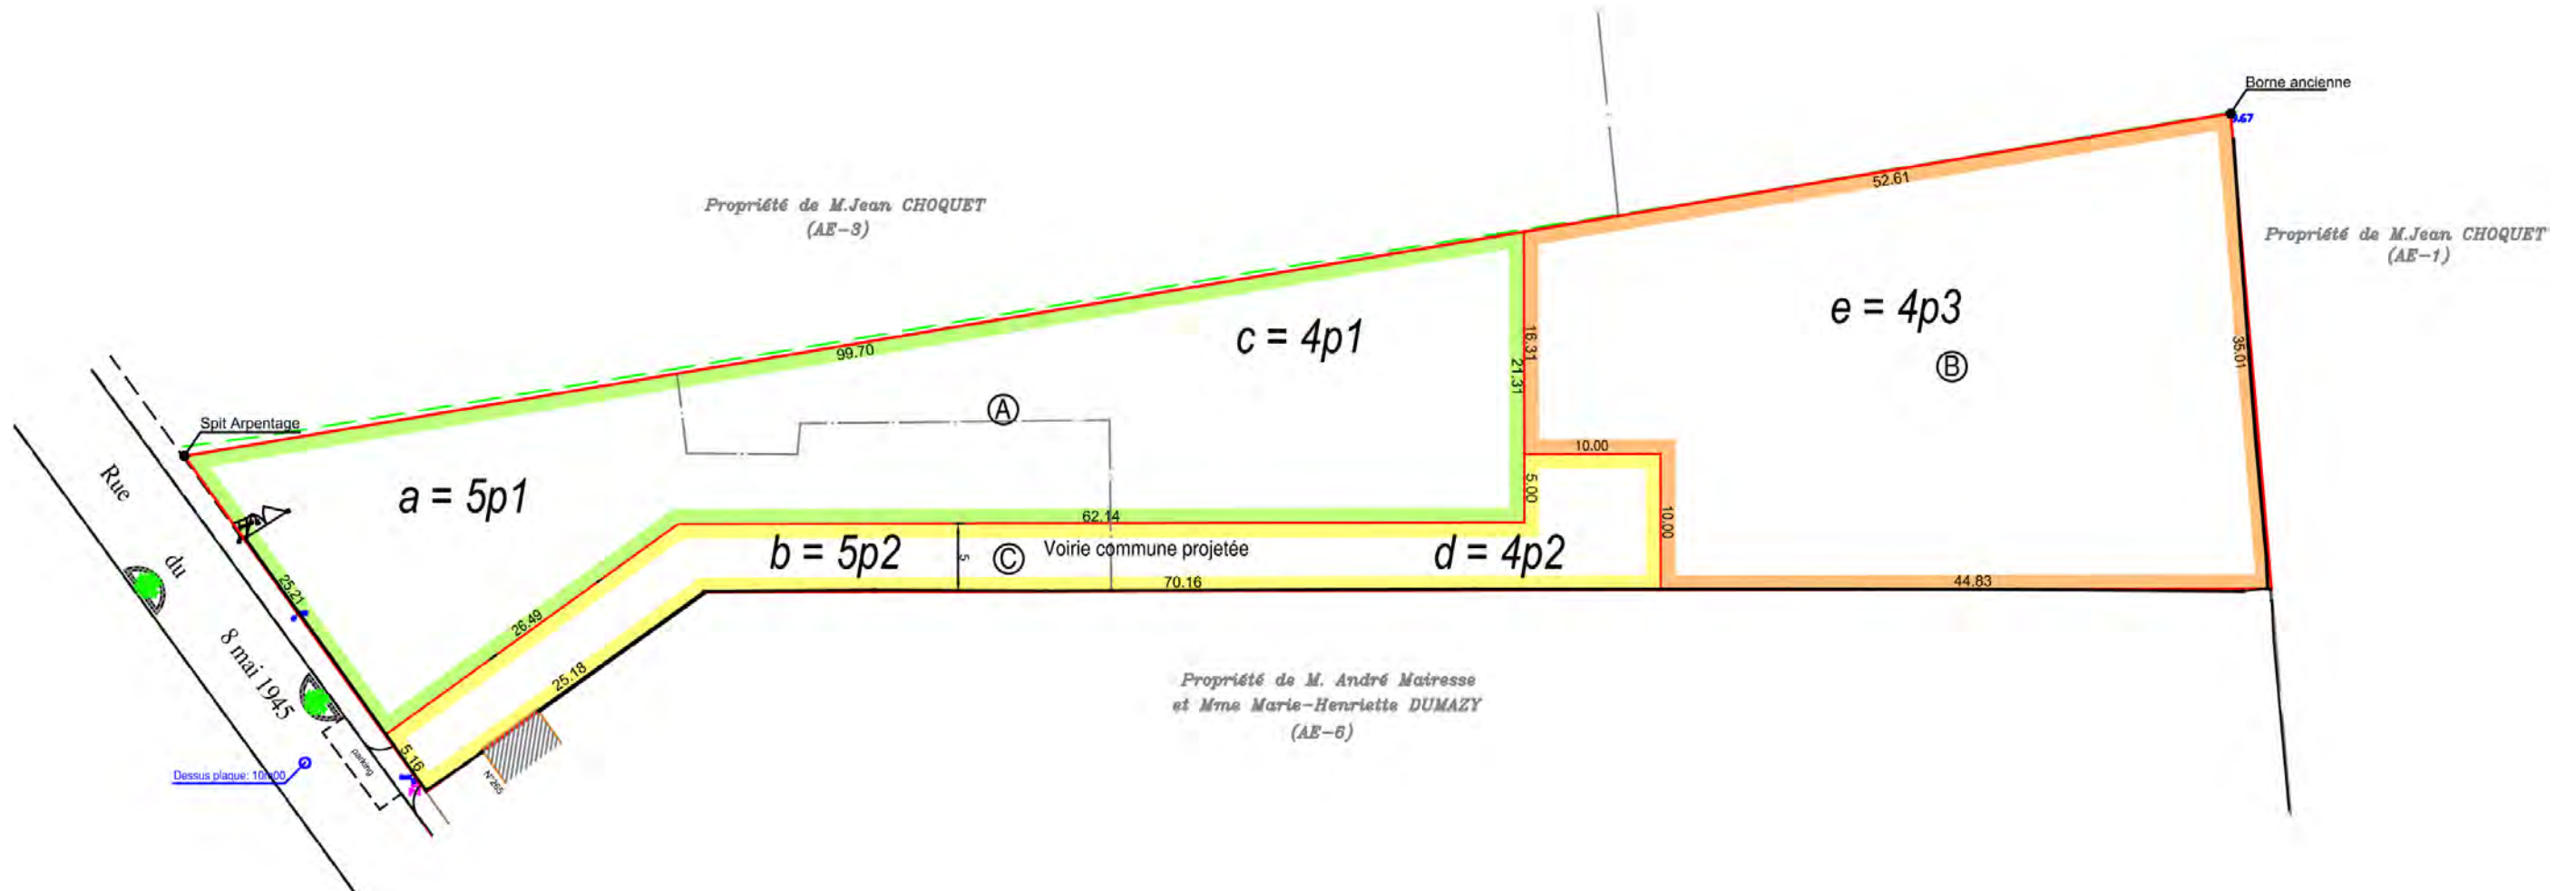 Borne ancienne
52.61
Propriété de M.Jean CHOQUET
(AE-3)
Propriété de M.Jean CHOQUET
(AE-1)
e = 4p3
B
c = 4p1
99.70
16.31
21.31
35.01
A
Spit Arpentage
10.00
a = 5p1
5.00
62.14
10.00
b = 5p2
5
C
Voirie commune projetée
d = 4p2
70.16
44.83
Rue
du
8 mai 1945
25.21
26.49
25.18
5.16
parking
N°265
Dessus plaque: 10m00
Propriété de M. André Mairesse
et Mme Marie-Henriette DUMAZY
(AE-6)